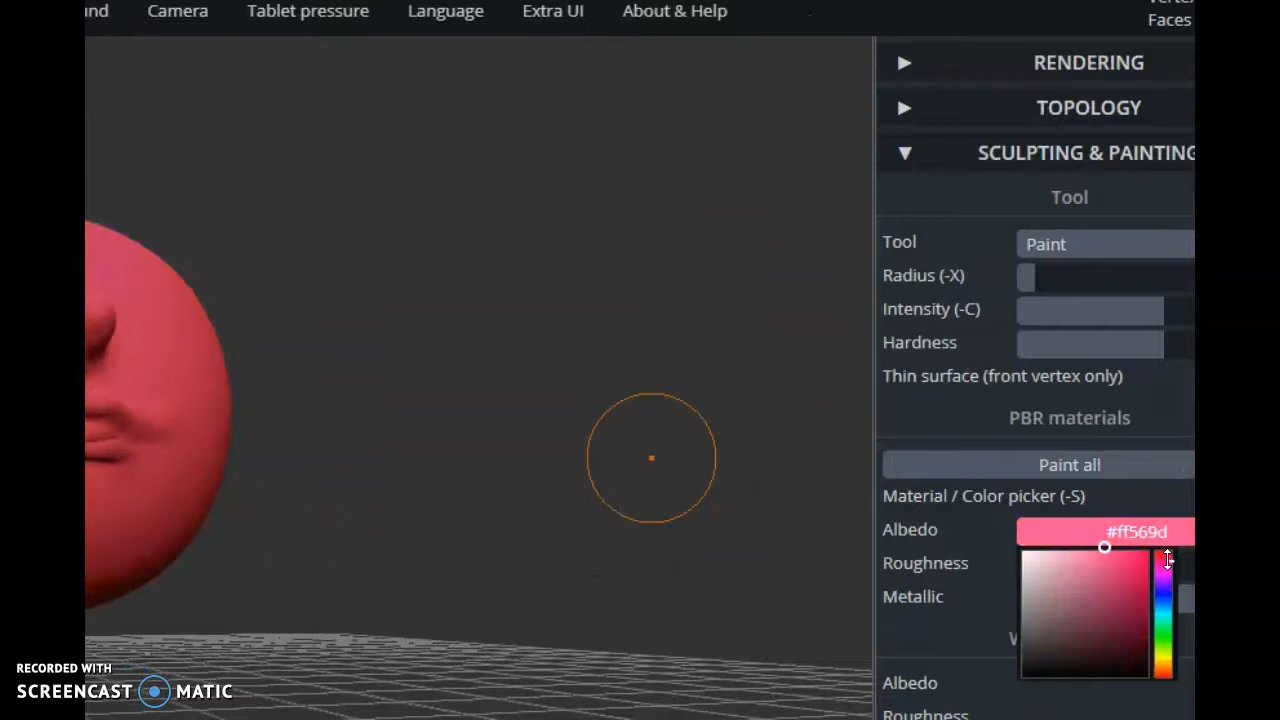 und Camera Tablet pressure Language Extra UI About & Help
Faces
RENDERING
TOPOLOGY
SCULPTING & PAINTING
Tool
Tool Paint
Radius (-X)
Intensity (-C)
Hardness
Thin surface (front vertex only)
PBR materials
Paint all
Material / Color picker (-S)
Albedo #ff569d
Roughness
Metallic
W
Albedo
Roughness
RECORDED WITH
SCREENCAST MATIC